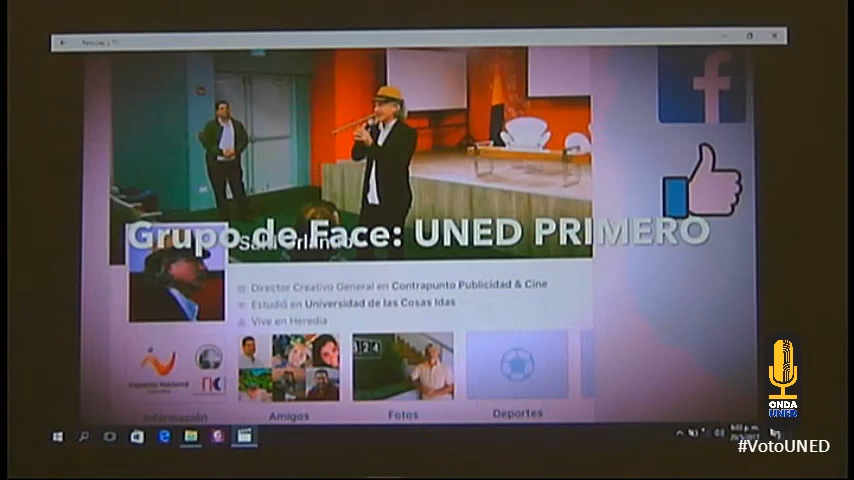 Grupo de Face: UNED PRIMERO
Director Creativo General en Contrapunto Publicidad & Cine
Estudió en Universidad de las Cosas Idas
Vive en Heredia
Información
Amigos
Fotos
Deportes
ONDA
UNED
#VotoUNED